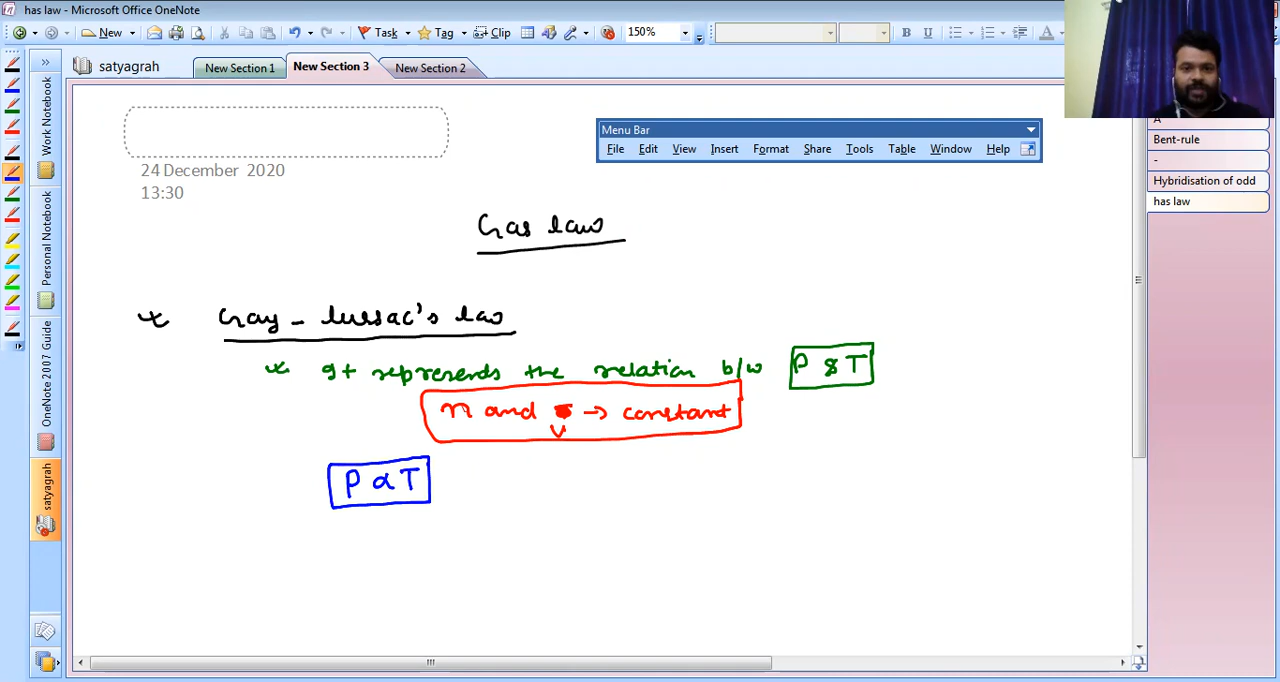 has law - Microsoft Office OneNote
New Task Tag Clip 150% B U A
satyagrah New Section 1 New Section 3 New Section 2
Menu Bar
File Edit View Insert Format Share Tools Table Window Help
A
Bent-rule
-
Hybridisation of odd
has law
Work Notebook
Personal Notebook
OneNote 2007 Guide
satyagrah
24 December 2020
13:30
Gas law
* Gay - lussac's law
* It represents the relation b/w P & T
n and V → constant
P ∝ T